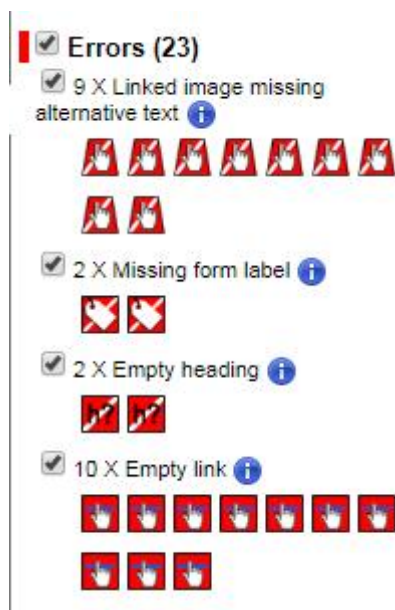 Errors (23)
9 X Linked image missing
alternative text
2 X Missing form label
2 X Empty heading
h? h?
10 X Empty link